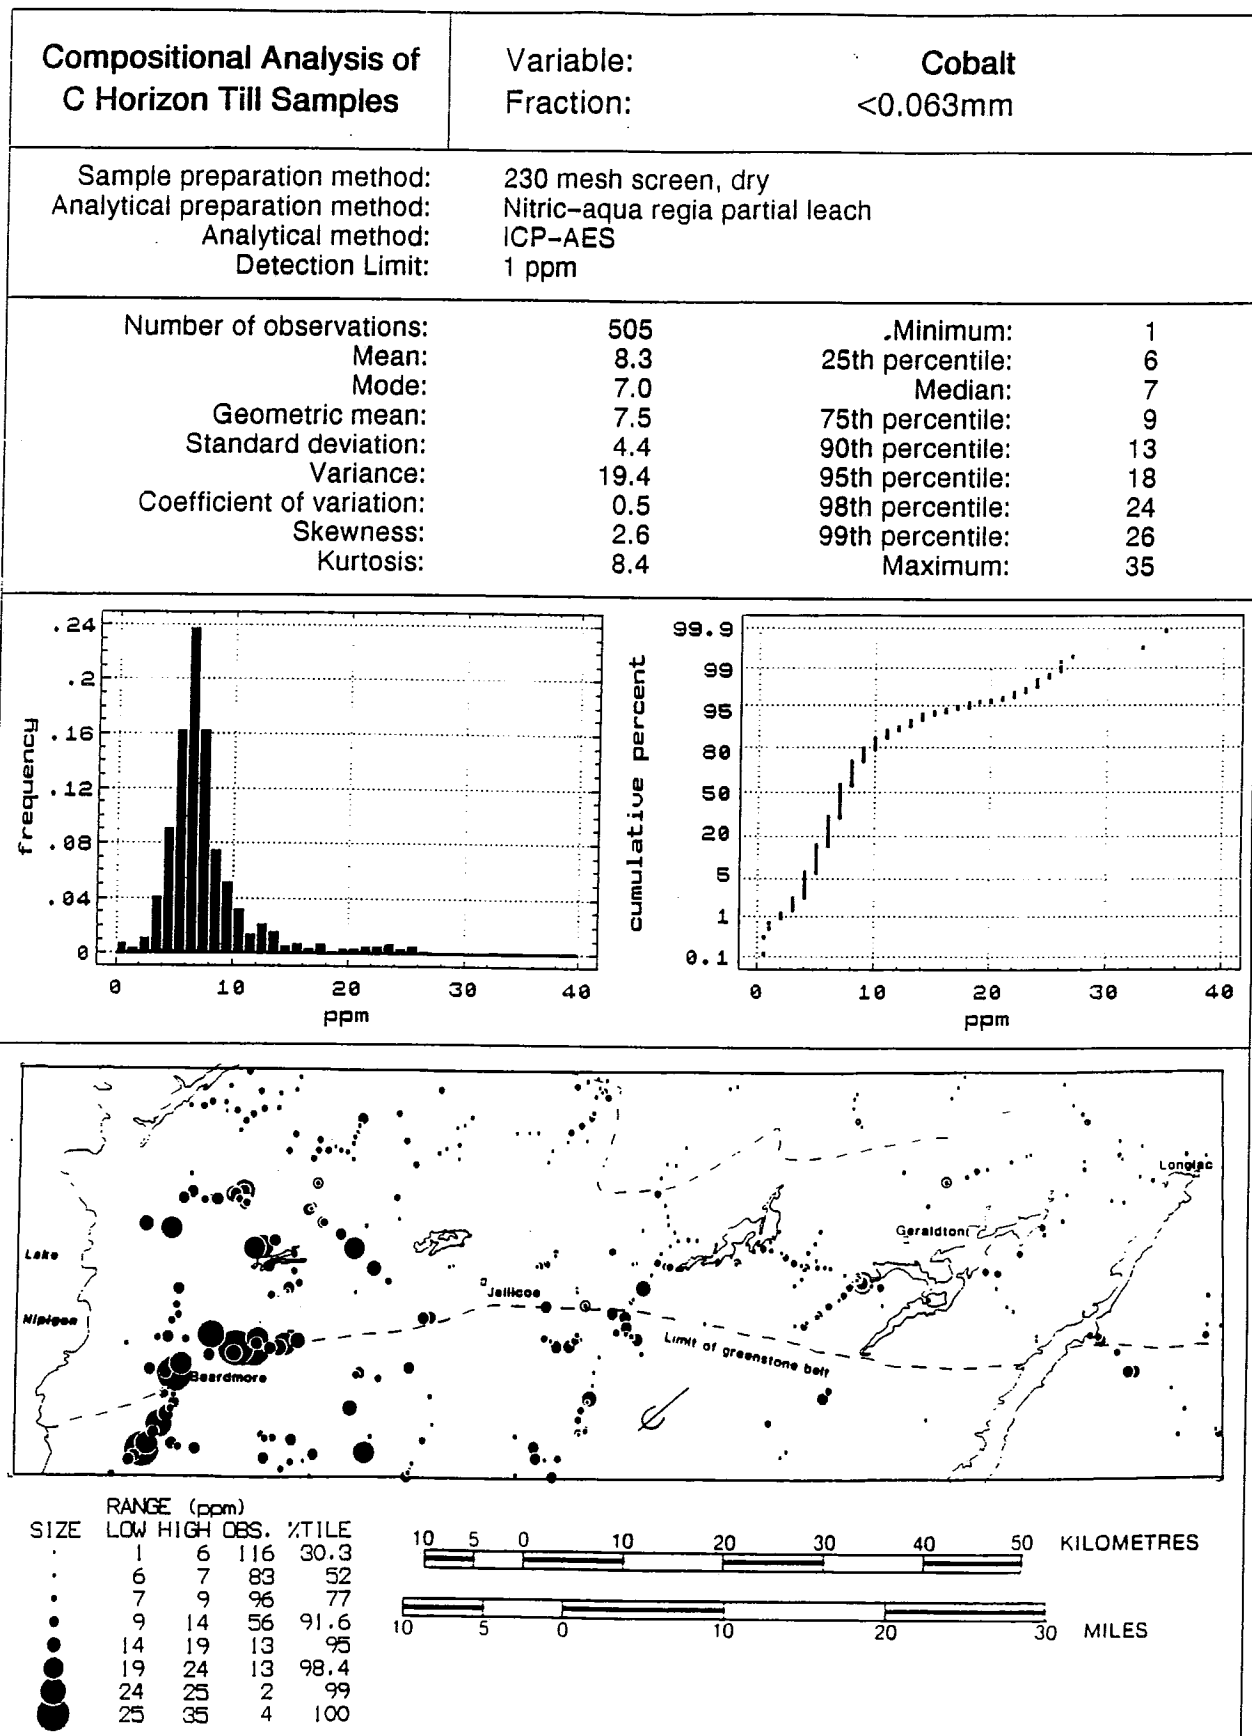 Compositional Analysis of
C Horizon Till Samples
Variable: Cobalt
Fraction: <0.063mm
Sample preparation method: 230 mesh screen, dry
Analytical preparation method: Nitric-aqua regia partial leach
Analytical method: ICP-AES
Detection Limit: 1 ppm
Number of observations: 505 Minimum: 1
Mean: 8.3 25th percentile: 6
Mode: 7.0 Median: 7
Geometric mean: 7.5 75th percentile: 9
Standard deviation: 4.4 90th percentile: 13
Variance: 19.4 95th percentile: 18
Coefficient of variation: 0.5 98th percentile: 24
Skewness: 2.6 99th percentile: 26
Kurtosis: 8.4 Maximum: 35
frequency
.24
.2
.16
.12
.08
.04
0
0 10 20 30 40
ppm
cumulative percent
99.9
99
95
80
50
20
5
1
0.1
0 10 20 30 40
ppm
Longlac
Geraldton
Lake
Nipigon
Jellicoe
Limit of greenstone belt
Beardmore
RANGE (ppm)
SIZE LOW HIGH OBS. %TILE
1 6 116 30.3
6 7 83 52
7 9 96 77
9 14 56 91.6
14 19 13 95
19 24 13 98.4
24 25 2 99
25 35 4 100
10 5 0 10 20 30 40 50 KILOMETRES
10 5 0 10 20 30 MILES